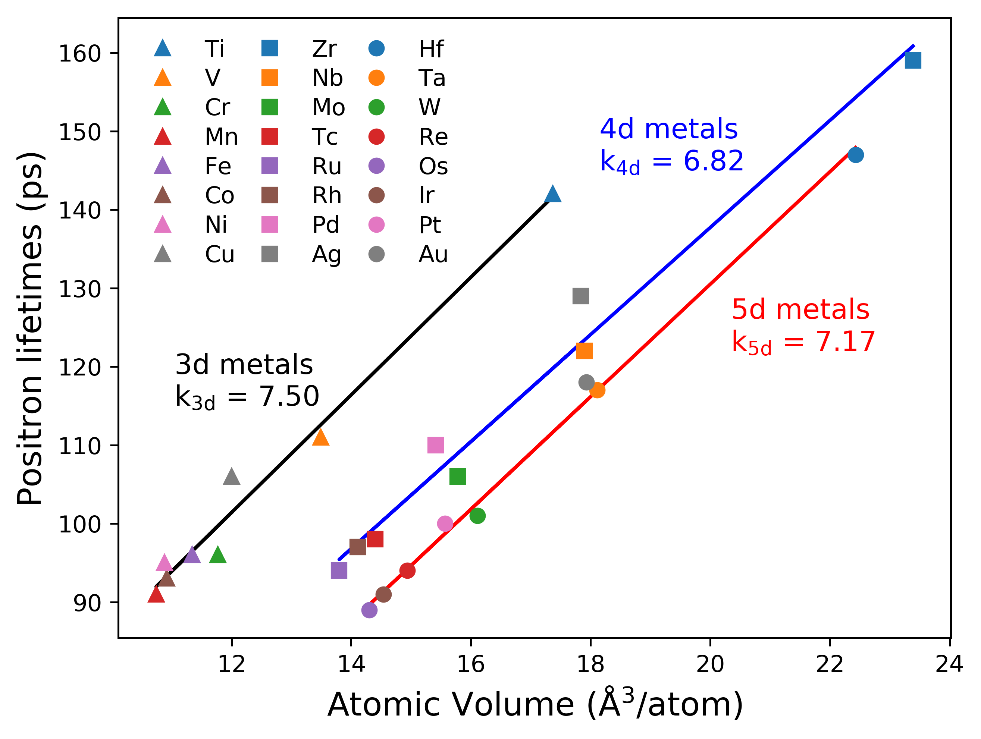 160
150
140
130
120
110
100
90
Positron lifetimes (ps)
Ti Zr Hf
V Nb Ta
Cr Mo W
Mn Tc Re
Fe Ru Os
Co Rh Ir
Ni Pd Pt
Cu Ag Au
4d metals
k4d = 6.82
5d metals
k5d = 7.17
3d metals
k3d = 7.50
12 14 16 18 20 22 24
Atomic Volume (Å³/atom)